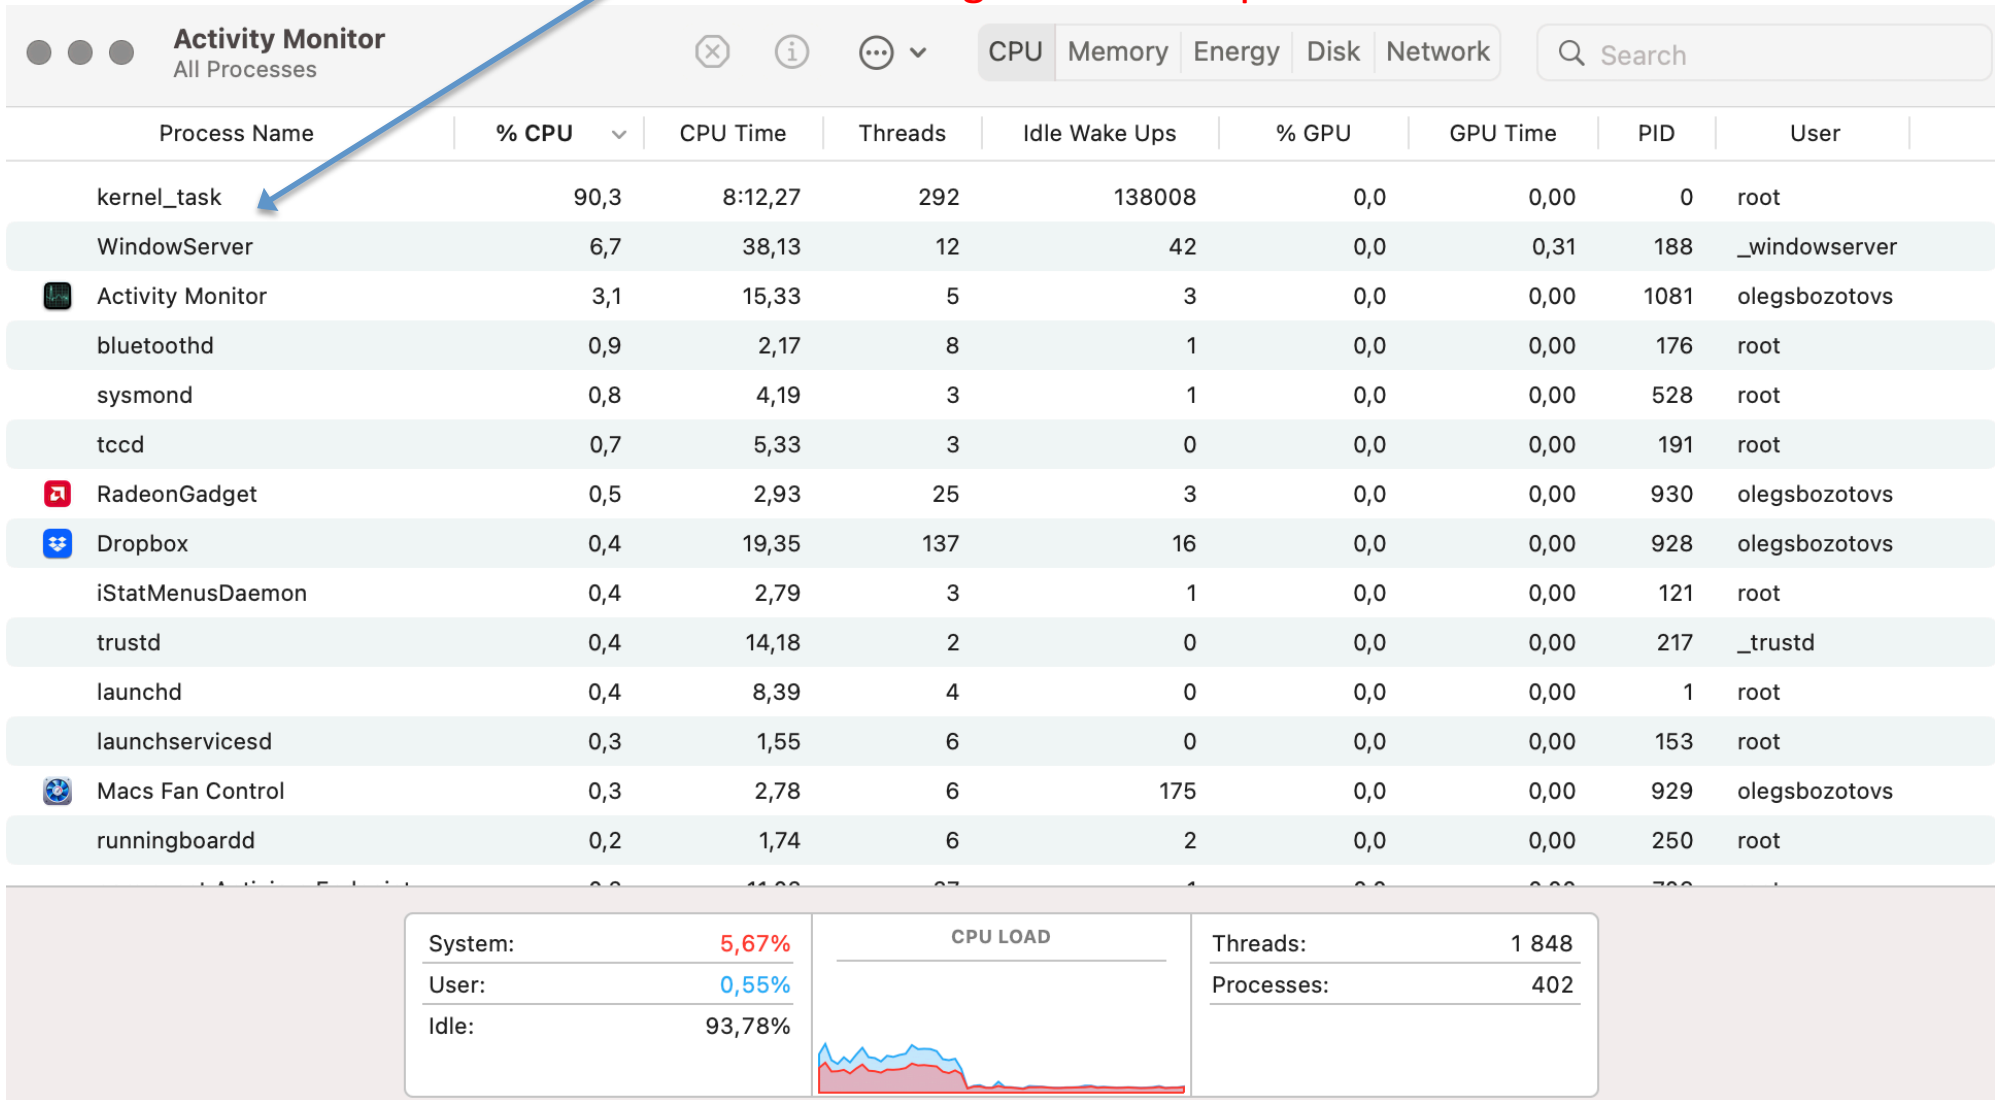 Activity Monitor
All Processes
CPU Memory Energy Disk Network
Search
Process Name % CPU CPU Time Threads Idle Wake Ups % GPU GPU Time PID User
kernel_task 90,3 8:12,27 292 138008 0,0 0,00 0 root
WindowServer 6,7 38,13 12 42 0,0 0,31 188 _windowserver
Activity Monitor 3,1 15,33 5 3 0,0 0,00 1081 olegsbozotovs
bluetoothd 0,9 2,17 8 1 0,0 0,00 176 root
sysmond 0,8 4,19 3 1 0,0 0,00 528 root
tccd 0,7 5,33 3 0 0,0 0,00 191 root
RadeonGadget 0,5 2,93 25 3 0,0 0,00 930 olegsbozotovs
Dropbox 0,4 19,35 137 16 0,0 0,00 928 olegsbozotovs
iStatMenusDaemon 0,4 2,79 3 1 0,0 0,00 121 root
trustd 0,4 14,18 2 0 0,0 0,00 217 _trustd
launchd 0,4 8,39 4 0 0,0 0,00 1 root
launchservicesd 0,3 1,55 6 0 0,0 0,00 153 root
Macs Fan Control 0,3 2,78 6 175 0,0 0,00 929 olegsbozotovs
runningboardd 0,2 1,74 6 2 0,0 0,00 250 root
System: 5,67%
User: 0,55%
Idle: 93,78%
CPU LOAD
Threads: 1 848
Processes: 402